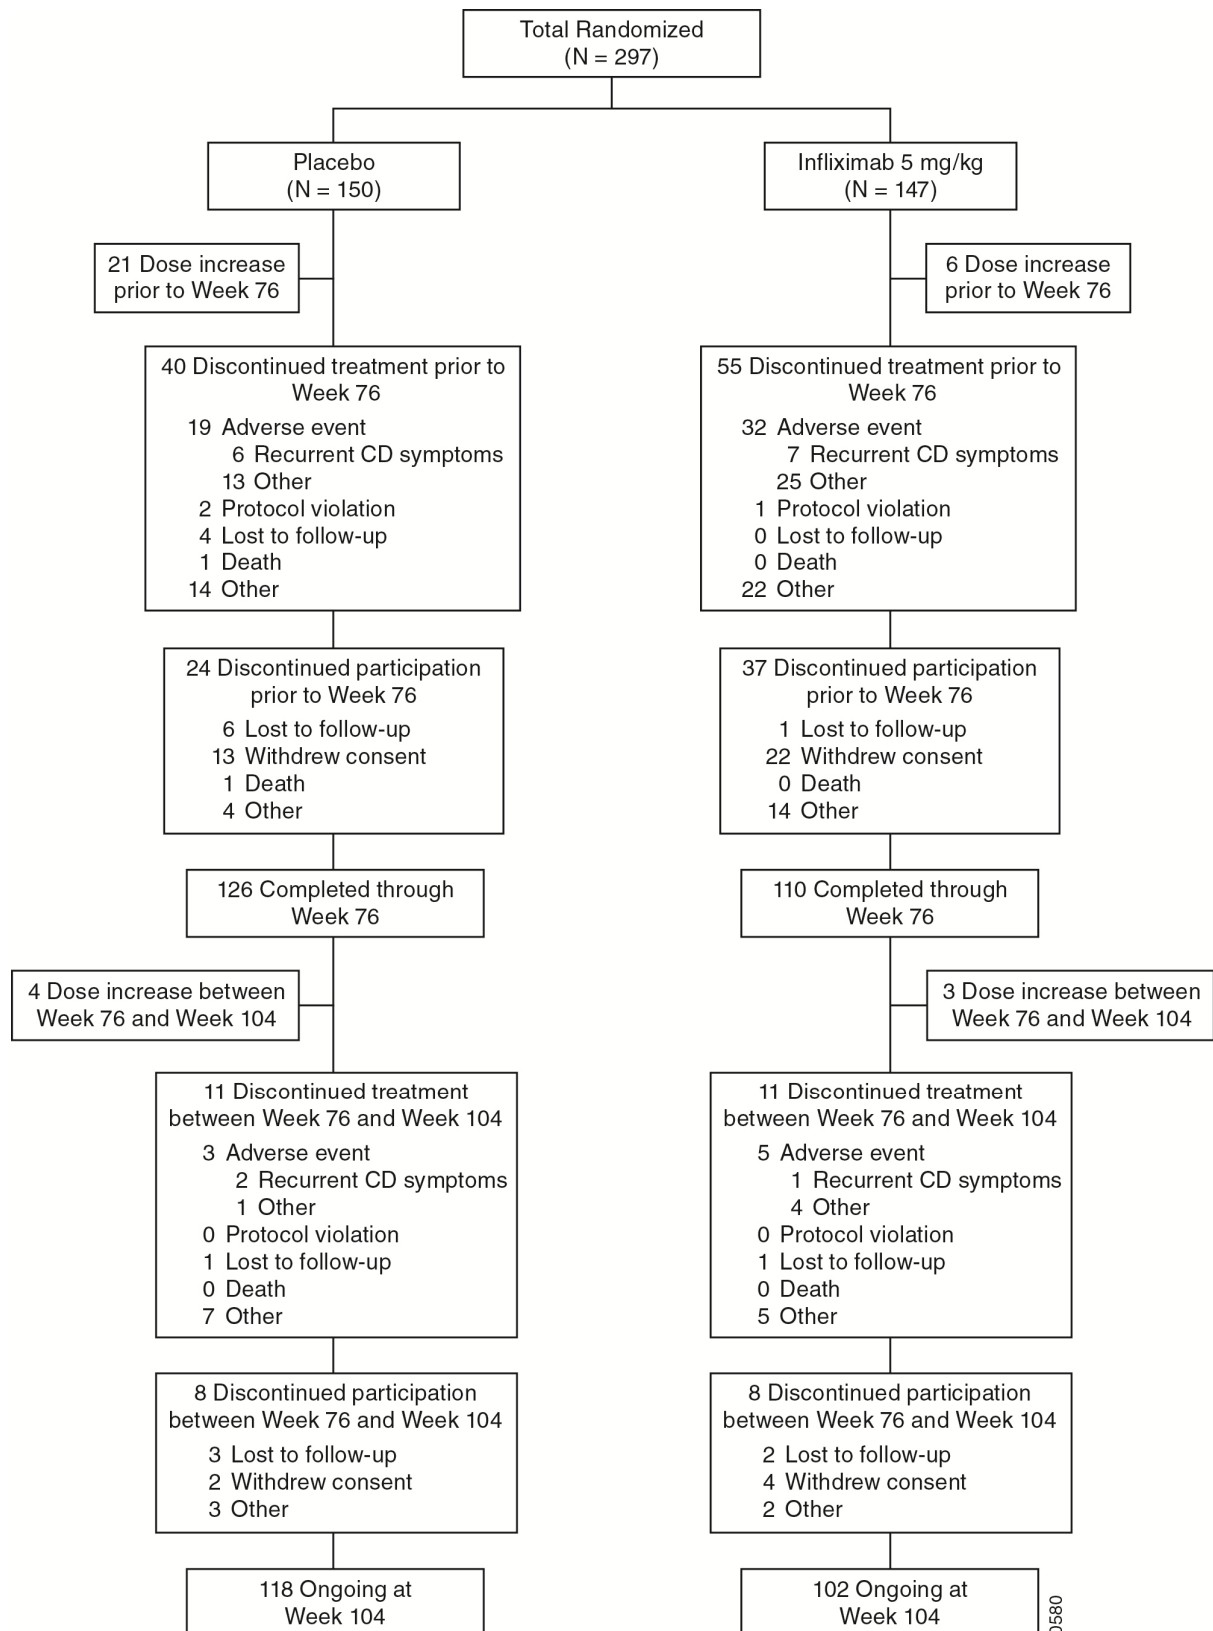 Total Randomized
(N = 297)
Placebo
(N = 150)
Infliximab 5 mg/kg
(N = 147)
21 Dose increase
prior to Week 76
6 Dose increase
prior to Week 76
40 Discontinued treatment prior to
Week 76
19 Adverse event
6 Recurrent CD symptoms
13 Other
2 Protocol violation
4 Lost to follow-up
1 Death
14 Other
55 Discontinued treatment prior to
Week 76
32 Adverse event
7 Recurrent CD symptoms
25 Other
1 Protocol violation
0 Lost to follow-up
0 Death
22 Other
24 Discontinued participation
prior to Week 76
6 Lost to follow-up
13 Withdrew consent
1 Death
4 Other
37 Discontinued participation
prior to Week 76
1 Lost to follow-up
22 Withdrew consent
0 Death
14 Other
126 Completed through
Week 76
110 Completed through
Week 76
4 Dose increase between
Week 76 and Week 104
3 Dose increase between
Week 76 and Week 104
11 Discontinued treatment
between Week 76 and Week 104
3 Adverse event
2 Recurrent CD symptoms
1 Other
0 Protocol violation
1 Lost to follow-up
0 Death
7 Other
11 Discontinued treatment
between Week 76 and Week 104
5 Adverse event
1 Recurrent CD symptoms
4 Other
0 Protocol violation
1 Lost to follow-up
0 Death
5 Other
8 Discontinued participation
between Week 76 and Week 104
3 Lost to follow-up
2 Withdrew consent
3 Other
8 Discontinued participation
between Week 76 and Week 104
2 Lost to follow-up
4 Withdrew consent
2 Other
118 Ongoing at
Week 104
102 Ongoing at
Week 104